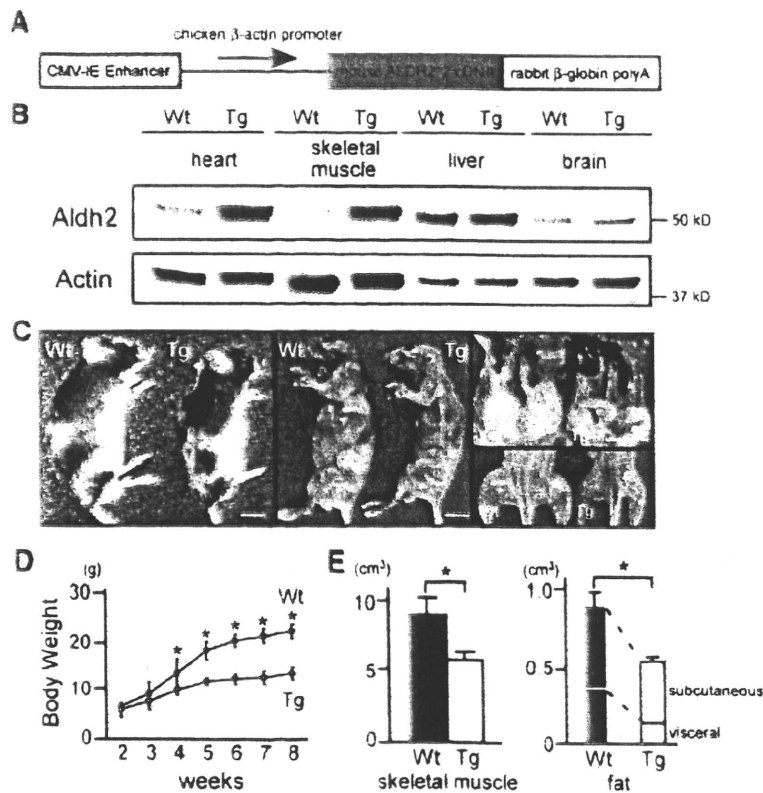 A
chicken β-actin promoter
CMV-IE Enhancer
rabbit β-globin polyA
B
Wt Tg Wt Tg Wt Tg Wt Tg
heart skeletal muscle liver brain
Aldh2
50 kD
Actin
37 kD
C
Wt Tg Wt Tg
Tg
D
(g)
30
20
10
0
Body Weight
Wt
Tg
* * * * *
2 3 4 5 6 7 8
weeks
E
(cm³)
10
5
0
*
Wt Tg
skeletal muscle
(cm³)
1.0
0.5
0
*
subcutaneous
visceral
Wt Tg
fat